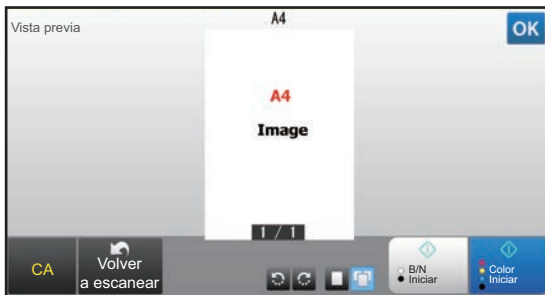 A4
Vista previa
OK
A4
Image
1 / 1
CA
Volver
a escanear
B/N
Iniciar
Color
Iniciar